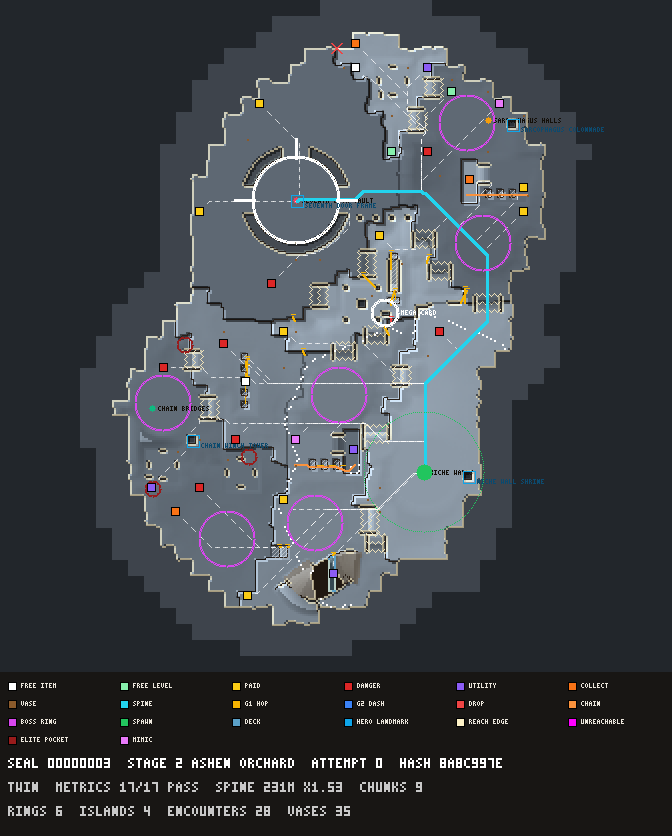 CHAIN BRIDGES
FREE ITEM
FREE LEVEL
PAID
DANGER
UTILITY
COLLECT
VASE
SPINE
G1 HOP
G2 DASH
DROP
CHAIN
BOSS RING
SPAWN
DECK
HERO LANDMARK
REACH EDGE
UNREACHABLE
ELITE POCKET
MIMIC
SEAL 00000003 STAGE 2 ASHEN ORCHARD ATTEMPT 0 HASH 8A8C997E
TWIN METRICS 17/17 PASS SPINE 231M X1.53 CHUNKS 9
RINGS 6 ISLANDS 4 ENCOUNTERS 28 VASES 35